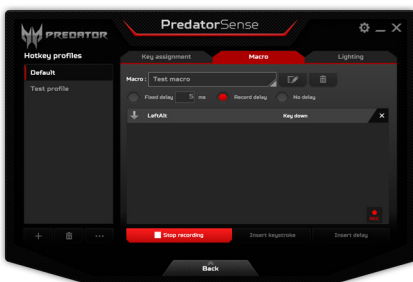 PREDATOR
PredatorSense
Hotkey profiles
Default
Test profile
Key assignment
Macro
Lighting
Macro: Test macro
Fixed delay 5 ms Record delay No delay
LeftAlt Key down
Stop recording
Insert keystroke
Insert delay
Back